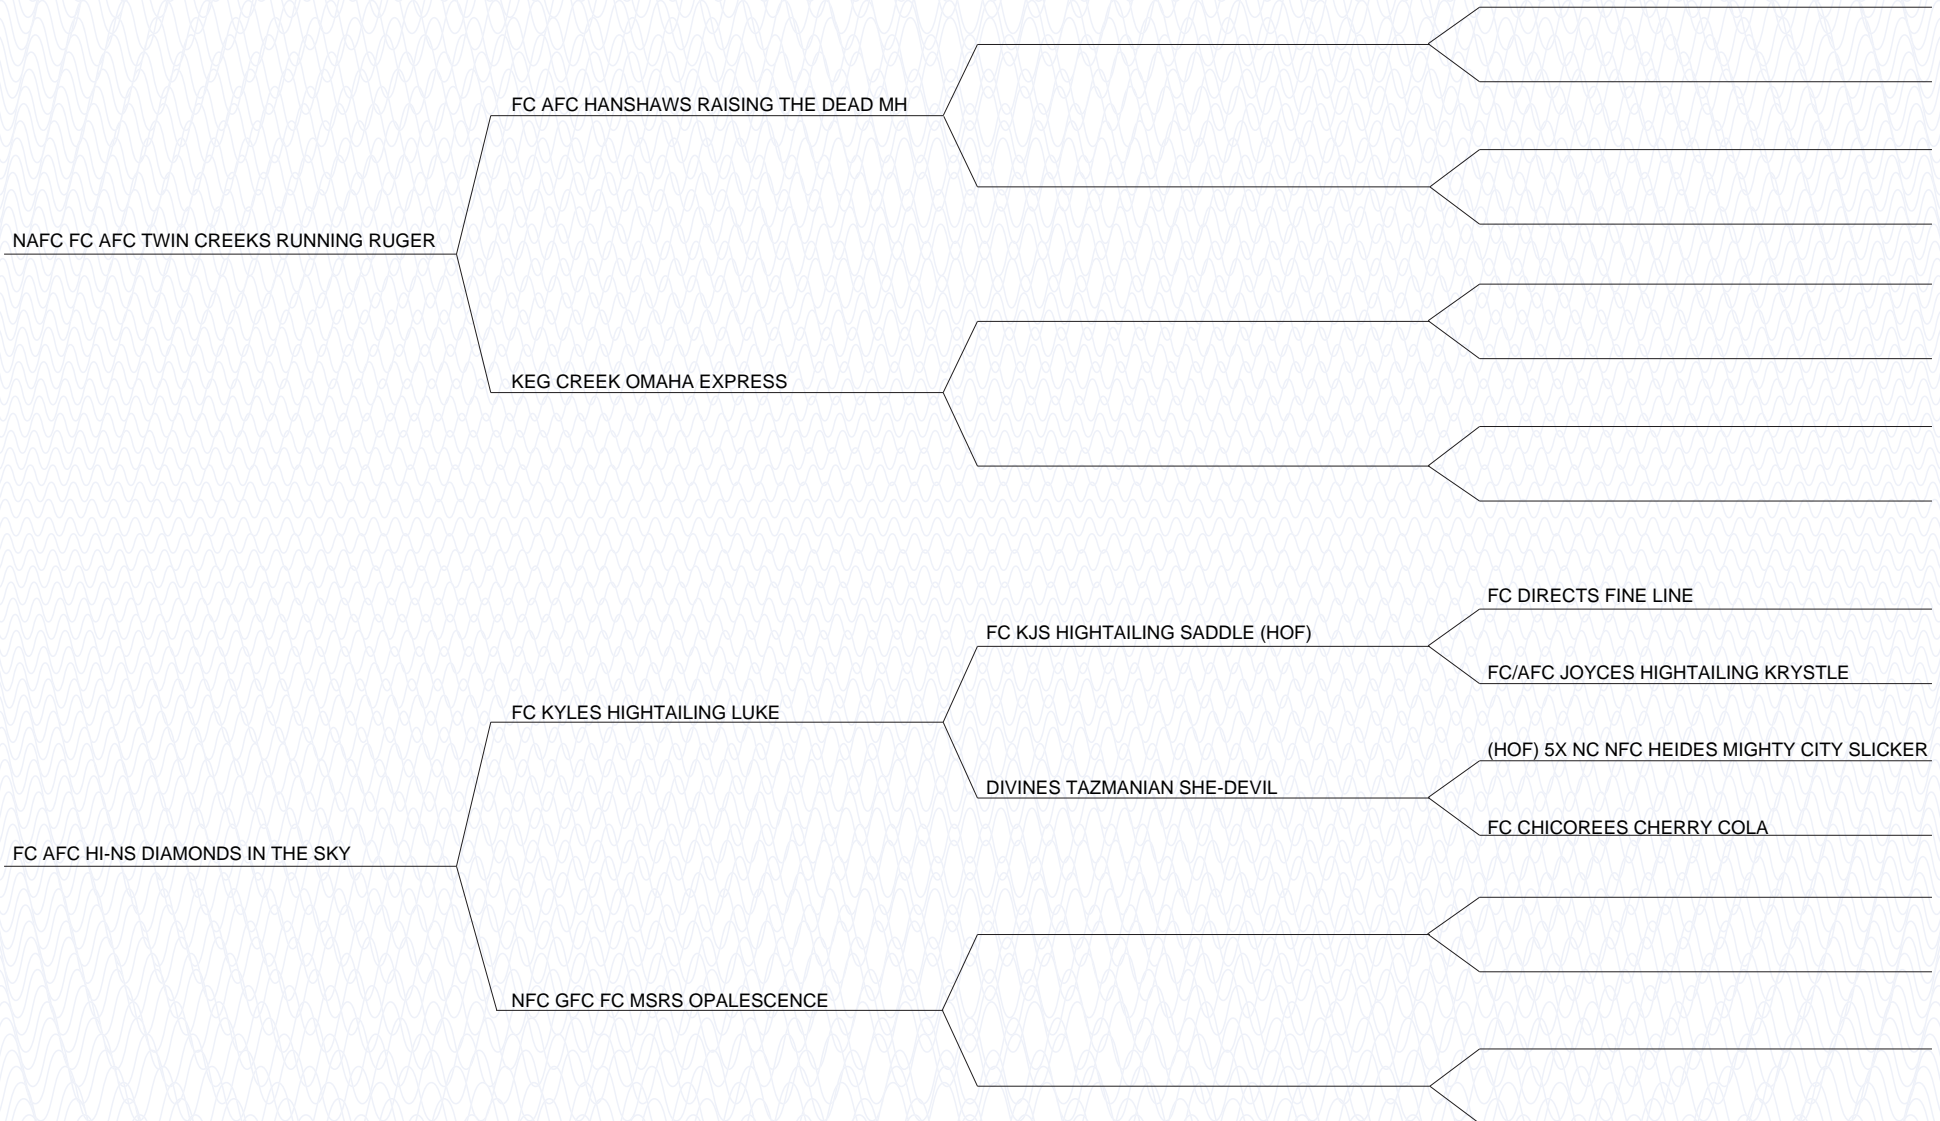 FC AFC HANSHAWS RAISING THE DEAD MH
NAFC FC AFC TWIN CREEKS RUNNING RUGER
KEG CREEK OMAHA EXPRESS
FC DIRECTS FINE LINE
FC KJS HIGHTAILING SADDLE (HOF)
FC/AFC JOYCES HIGHTAILING KRYSTLE
FC KYLES HIGHTAILING LUKE
(HOF) 5X NC NFC HEIDES MIGHTY CITY SLICKER
DIVINES TAZMANIAN SHE-DEVIL
FC CHICOREES CHERRY COLA
FC AFC HI-NS DIAMONDS IN THE SKY
NFC GFC FC MSRS OPALESCENCE